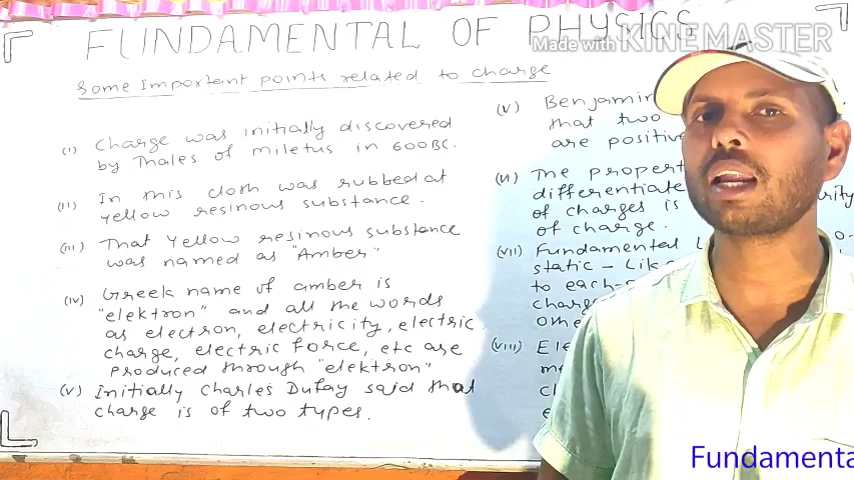 FUNDAMENTAL OF PHYSICS
Made with KINEMASTER
Some Important points related to charge
(I) Charge was initially discovered
by Thales of miletus in 600BC.
(II) In this cloth was rubbed at
yellow resinous substance.
(III) That Yellow resinous substance
was named as "Amber"
(IV) Greek name of amber is
"elektron" and all the words
as electron, electricity, electric
charge, electric force, etc are
produced through "elektron"
(V) Initially Charles Dufay said that
charge is of two types.
(V) Benjamin
that two
are positive
(VI) The propert
differentiate
of charges is
of charge.
(VII) Fundamental
static - Like
to each-
charge
othe
(VIII) Ele
me
ch
e
Fundamenta